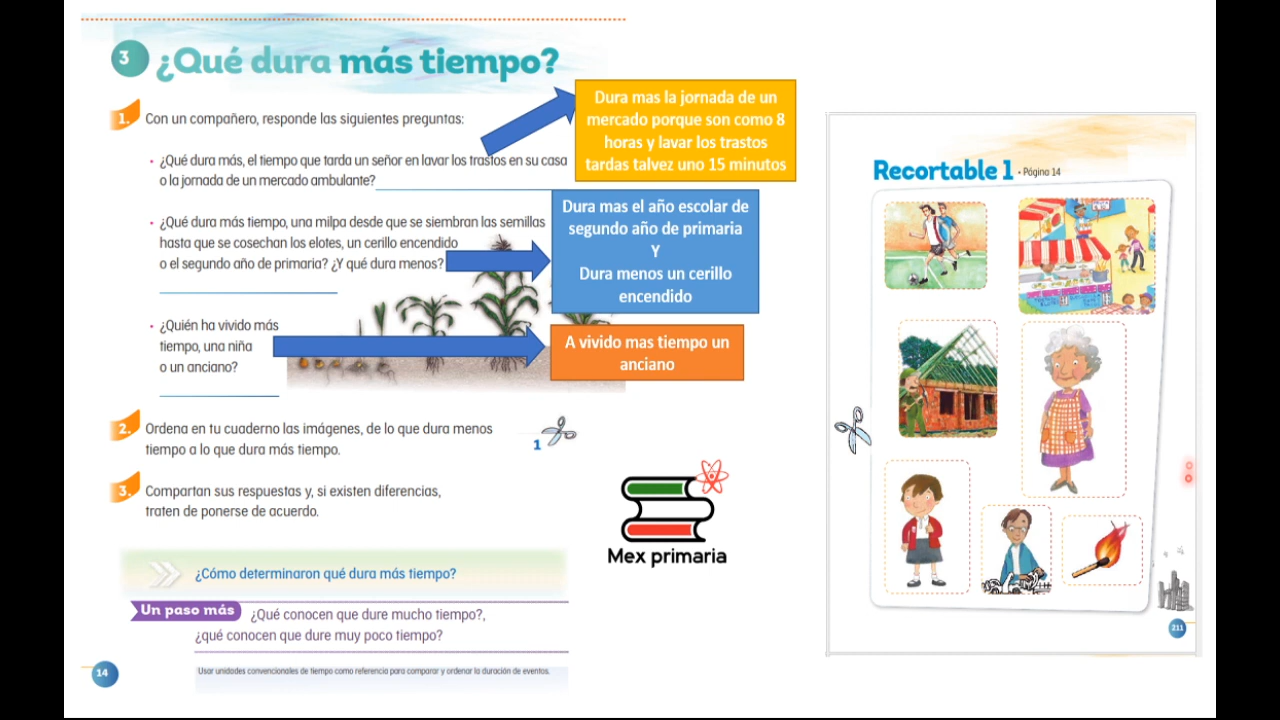 3 ¿Qué dura más tiempo?
1. Con un compañero, responde las siguientes preguntas:
• ¿Qué dura más, el tiempo que tarda un señor en lavar los trastos en su casa
o la jornada de un mercado ambulante?
Dura mas la jornada de un
mercado porque son como 8
horas y lavar los trastos
tardas talvez uno 15 minutos
• ¿Qué dura más tiempo, una milpa desde que se siembran las semillas
hasta que se cosechan los elotes, un cerillo encendido
o el segundo año de primaria? ¿Y qué dura menos?
Dura mas el año escolar de
segundo año de primaria
Y
Dura menos un cerillo
encendido
• ¿Quién ha vivido más
tiempo, una niña
o un anciano?
A vivido mas tiempo un
anciano
2. Ordena en tu cuaderno las imágenes, de lo que dura menos
tiempo a lo que dura más tiempo.
1
3. Compartan sus respuestas y, si existen diferencias,
traten de ponerse de acuerdo.
Mex primaria
¿Cómo determinaron qué dura más tiempo?
Un paso más ¿Qué conocen que dure mucho tiempo?,
¿qué conocen que dure muy poco tiempo?
14
Usar unidades convencionales de tiempo como referencia para comparar y ordenar la duración de eventos.
Recortable 1 • Página 14
211